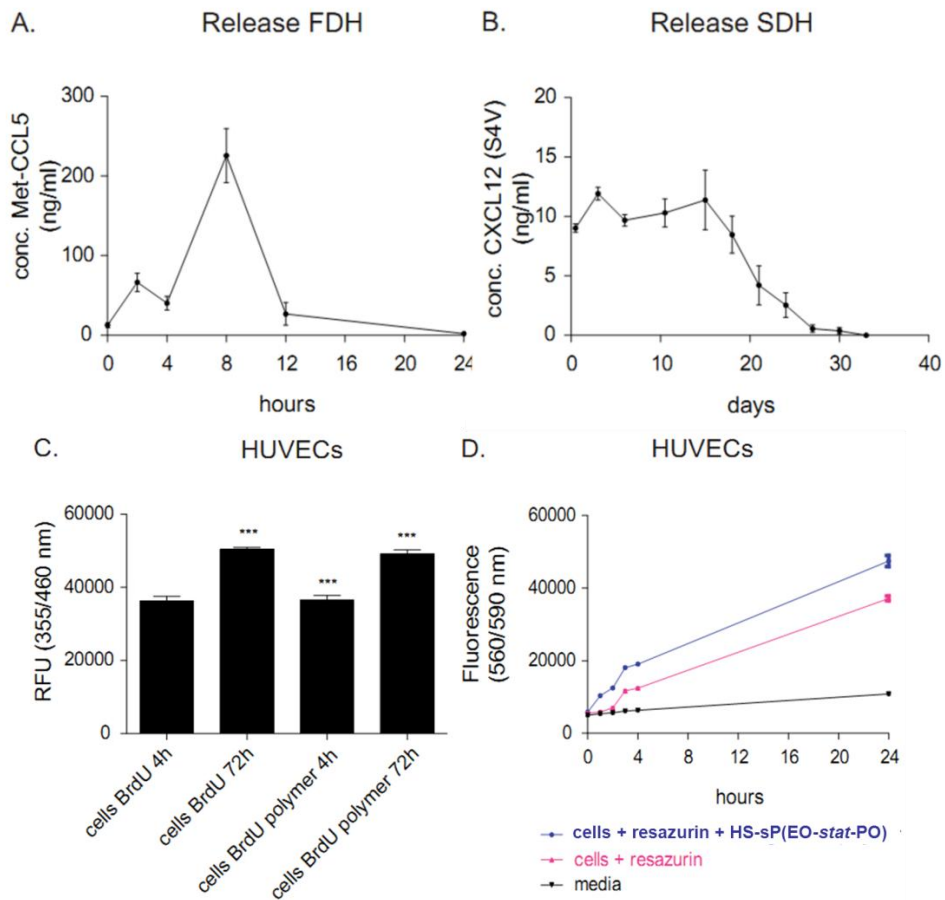 A.
Release FDH
conc. Met-CCL5
(ng/ml)
300
200
100
0
0 4 8 12 16 20 24
hours
B.
Release SDH
conc. CXCL12 (S4V)
(ng/ml)
20
15
10
5
0
0 10 20 30 40
days
C.
HUVECs
RFU (355/460 nm)
60000
40000
20000
0
***
***
***
cells BrdU 4h
cells BrdU 72h
cells BrdU polymer 4h
cells BrdU polymer 72h
D.
HUVECs
Fluorescence
(560/590 nm)
60000
40000
20000
0
0 4 8 12 16 20 24
hours
cells + resazurin + HS-sP(EO-stat-PO)
cells + resazurin
media